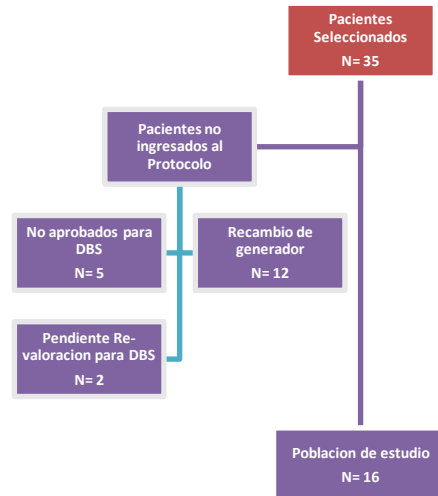 Pacientes
Seleccionados
N= 35
Pacientes no
ingresados al
Protocolo
No aprobados para
DBS
N= 5
Recambio de
generador
N= 12
Pendiente Re-
valoracion para DBS
N= 2
Poblacion de estudio
N= 16